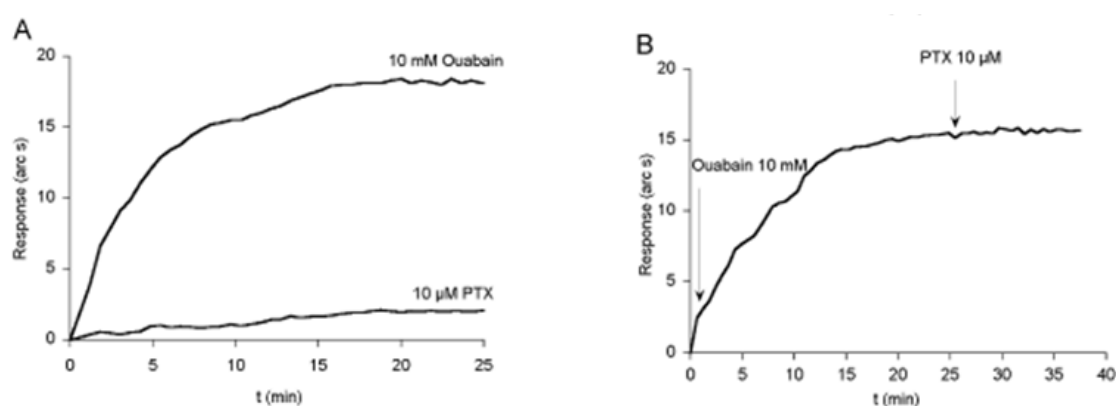 A
20
10 mM Ouabain
15
Response (arc s)
10
5
10 µM PTX
0
0 5 10 15 20 25
t (min)
B
20
PTX 10 µM
15
Ouabain 10 mM
Response (arc s)
10
5
0
0 5 10 15 20 25 30 35 40
t (min)